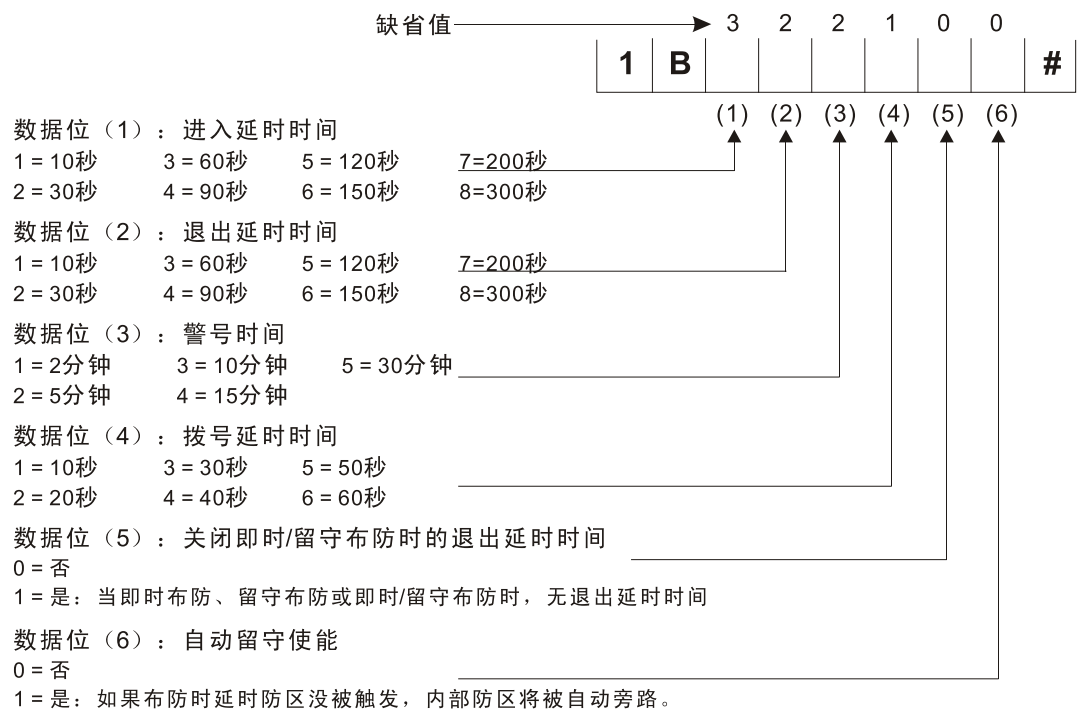 缺省值 3 2 2 1 0 0
1 B #
(1) (2) (3) (4) (5) (6)
数据位（1）：进入延时时间
1 = 10秒 3 = 60秒 5 = 120秒 7=200秒
2 = 30秒 4 = 90秒 6 = 150秒 8=300秒
数据位（2）：退出延时时间
1 = 10秒 3 = 60秒 5 = 120秒 7=200秒
2 = 30秒 4 = 90秒 6 = 150秒 8=300秒
数据位（3）：警号时间
1 = 2分钟 3 = 10分钟 5 = 30分钟
2 = 5分钟 4 = 15分钟
数据位（4）：拨号延时时间
1 = 10秒 3 = 30秒 5 = 50秒
2 = 20秒 4 = 40秒 6 = 60秒
数据位（5）：关闭即时/留守布防时的退出延时时间
0 = 否
1 = 是：当即时布防、留守布防或即时/留守布防时，无退出延时时间
数据位（6）：自动留守使能
0 = 否
1 = 是：如果布防时延时防区没被触发，内部防区将被自动旁路。